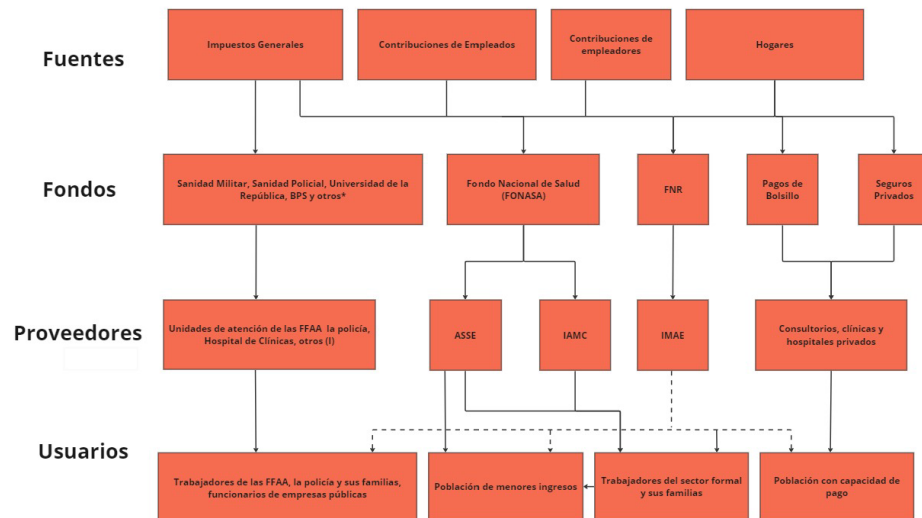 Fuentes
Impuestos Generales
Contribuciones de Empleados
Contribuciones de
empleadores
Hogares
Fondos
Sanidad Militar, Sanidad Policial, Universidad de la
República, BPS y otros*
Fondo Nacional de Salud
(FONASA)
FNR
Pagos de
Bolsillo
Seguros
Privados
Proveedores
Unidades de atención de las FFAA la policía,
Hospital de Clínicas, otros (I)
ASSE
IAMC
IMAE
Consultorios, clínicas y
hospitales privados
Usuarios
Trabajadores de las FFAA, la policía y sus familias,
funcionarios de empresas públicas
Población de menores ingresos
Trabajadores del sector formal
y sus familias
Población con capacidad de
pago